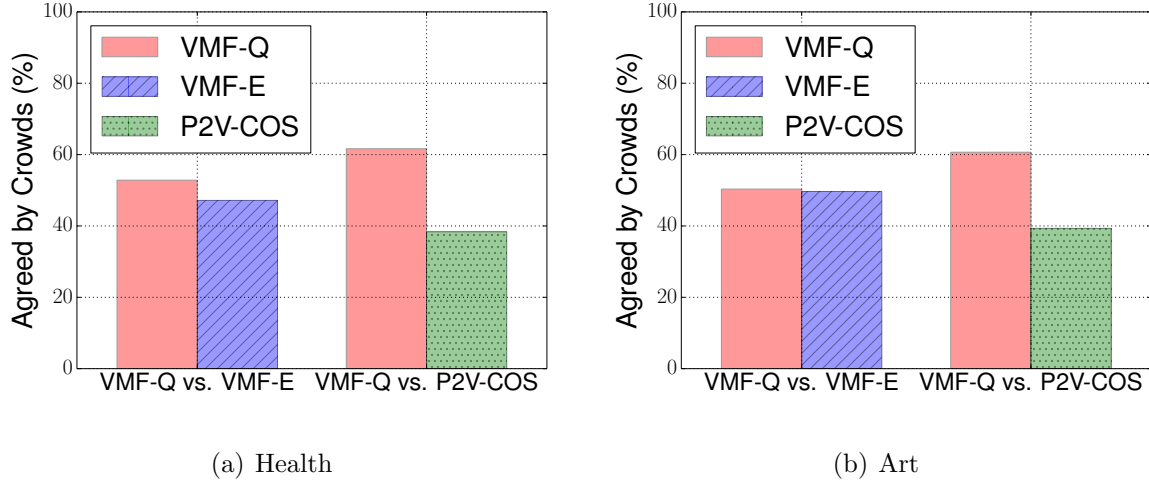 Agreed by Crowds (%)
100
80
60
40
20
0
VMF-Q
VMF-E
P2V-COS
VMF-Q vs. VMF-E
VMF-Q vs. P2V-COS
(a) Health
Agreed by Crowds (%)
100
80
60
40
20
0
VMF-Q
VMF-E
P2V-COS
VMF-Q vs. VMF-E
VMF-Q vs. P2V-COS
(b) Art